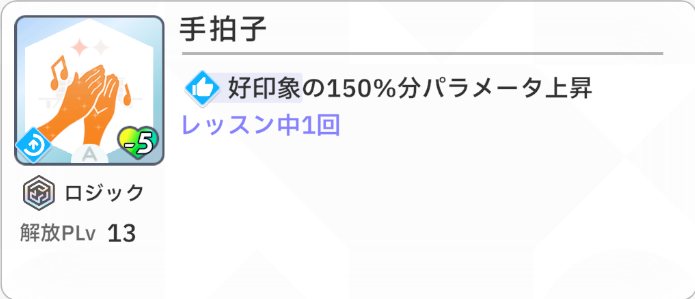 手拍子
好印象の150%分パラメータ上昇
レッスン中1回
-5
A
ロジック
解放PLv 13